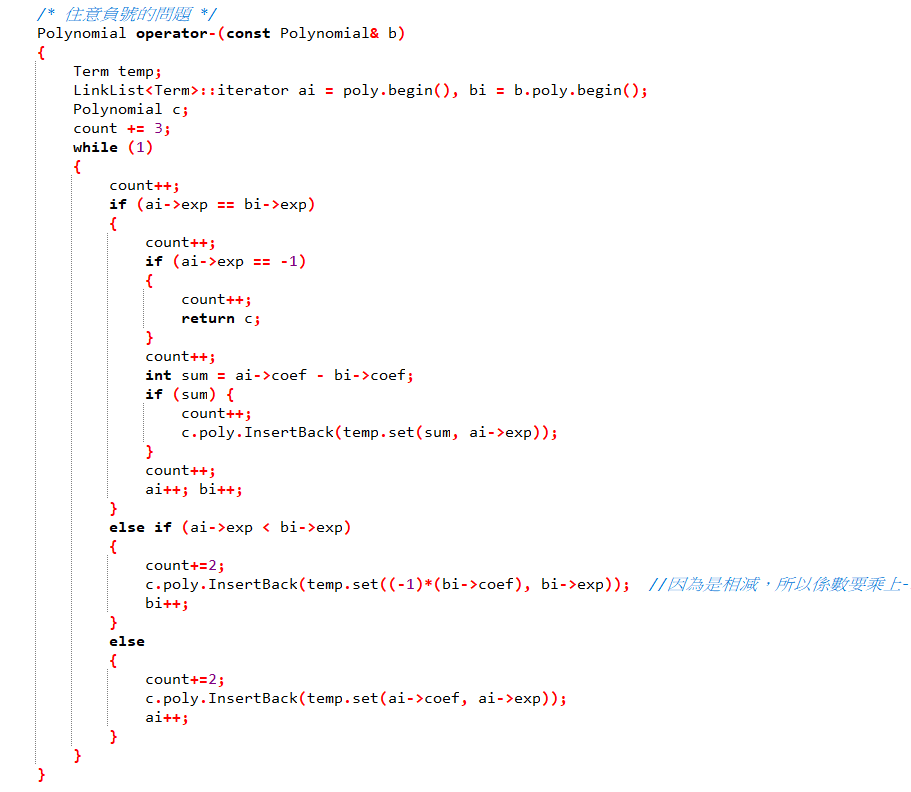 /* 住意負號的問題 */
Polynomial operator-(const Polynomial& b)
{
Term temp;
LinkList<Term>::iterator ai = poly.begin(), bi = b.poly.begin();
Polynomial c;
count += 3;
while (1)
{
count++;
if (ai->exp == bi->exp)
{
count++;
if (ai->exp == -1)
{
count++;
return c;
}
count++;
int sum = ai->coef - bi->coef;
if (sum) {
count++;
c.poly.InsertBack(temp.set(sum, ai->exp));
}
count++;
ai++; bi++;
}
else if (ai->exp < bi->exp)
{
count+=2;
c.poly.InsertBack(temp.set((-1)*(bi->coef), bi->exp)); //因為是相減，所以係數要乘上-
bi++;
}
else
{
count+=2;
c.poly.InsertBack(temp.set(ai->coef, ai->exp));
ai++;
}
}
}